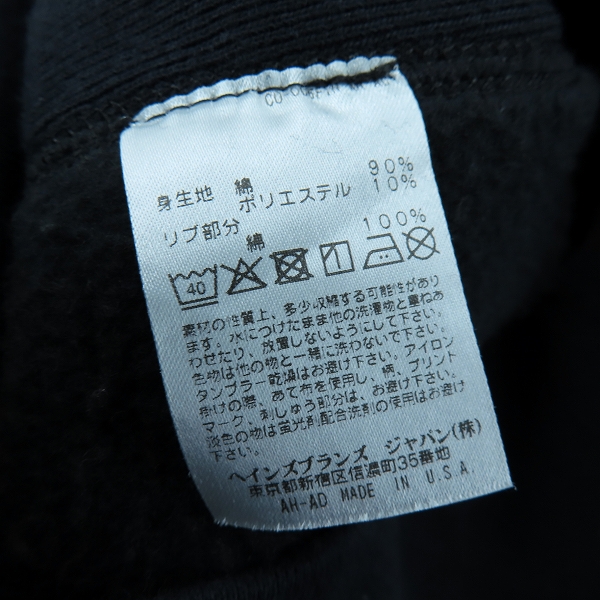 身生地 綿 90%
ポリエステル 10%
リブ部分 綿 100%
40
素材の性質上、多少収縮する可能性があり
ます。水につけたまま他の洗濯物と重ねあ
わせたり、放置しないようにして下さい。
色物は他の物と一緒に洗わないで下さい。
タンブラー乾燥はお避け下さい。アイロン
掛けの際、あて布を使用し、柄、プリント
マーク、刺しゅう部分は、お避け下さい。
淡色の物は蛍光剤配合洗剤の使用はお避け
ヘインズブランズ ジャパン(株)
東京都新宿区信濃町35番地
AH-AD MADE IN U.S.A.